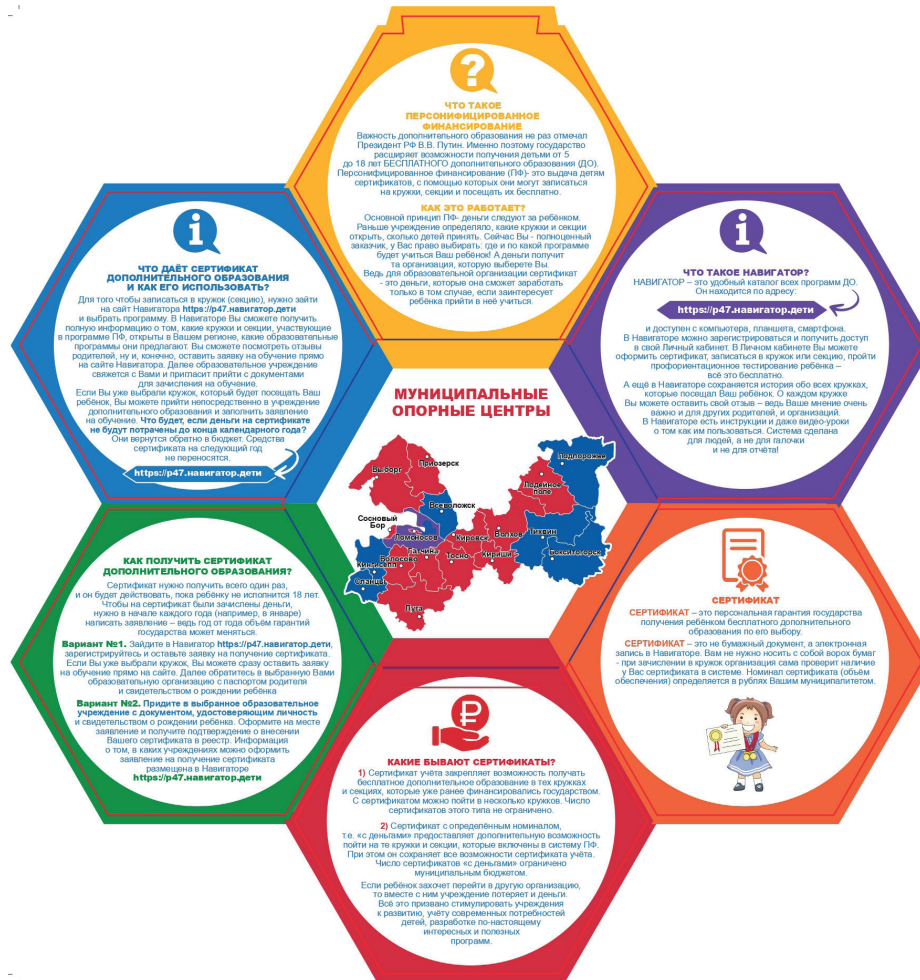 ЧТО ТАКОЕ
ПЕРСОНИФИЦИРОВАННОЕ
ФИНАНСИРОВАНИЕ
Важность дополнительного образования не раз отмечал
Президент РФ В.В. Путин. Именно поэтому государство
расширяет возможности получения детьми от 5
до 18 лет БЕСПЛАТНОГО дополнительного образования (ДО).
Персонифицированное финансирование (ПФ)- это выдача детям
сертификатов, с помощью которых они могут записаться
на кружки, секции и посещать их бесплатно.
КАК ЭТО РАБОТАЕТ?
Основной принцип ПФ- деньги следуют за ребёнком.
Раньше учреждение определяло, какие кружки и секции
открыть, сколько детей принять. Сейчас Вы - полноценный
заказчик, у Вас право выбирать: где и по какой программе
будет учиться Ваш ребёнок! А деньги получит
та организация, которую выберете Вы.
Ведь для образовательной организации сертификат
- это деньги, которые она сможет заработать
только в том случае, если заинтересует
ребёнка прийти в неё учиться.
ЧТО ДАЁТ СЕРТИФИКАТ
ДОПОЛНИТЕЛЬНОГО ОБРАЗОВАНИЯ
И КАК ЕГО ИСПОЛЬЗОВАТЬ?
Для того чтобы записаться в кружок (секцию), нужно зайти
на сайт Навигатора https://р47.навигатор.дети
и выбрать программу. В Навигаторе Вы сможете получить
полную информацию о том, какие кружки и секции, участвующие
в программе ПФ, открыты в Вашем регионе, какие образовательные
программы они предлагают. Вы сможете посмотреть отзывы
родителей, ну и, конечно, оставить заявку на обучение прямо
на сайте Навигатора. Далее образовательное учреждение
свяжется с Вами и пригласит прийти с документами
для зачисления на обучение.
Если Вы уже выбрали кружок, который будет посещать Ваш
ребёнок, Вы можете прийти непосредственно в учреждение
дополнительного образования и заполнить заявление
на обучение. Что будет, если деньги на сертификате
не будут потрачены до конца календарного года?
Они вернутся обратно в бюджет. Средства
сертификата на следующий год
не переносятся.
https://р47.навигатор.дети
ЧТО ТАКОЕ НАВИГАТОР?
НАВИГАТОР – это удобный каталог всех программ ДО.
Он находится по адресу:
https://р47.навигатор.дети
и доступен с компьютера, планшета, смартфона.
В Навигаторе можно зарегистрироваться и получить доступ
в свой Личный кабинет. В Личном кабинете Вы можете
оформить сертификат, записаться в кружок или секцию, пройти
профориентационное тестирование ребёнка –
всё это бесплатно.
А ещё в Навигаторе сохраняется история обо всех кружках,
которые посещал Ваш ребёнок. О каждом кружке
Вы можете оставить свой отзыв – ведь Ваше мнение очень
важно и для других родителей, и организаций.
В Навигаторе есть инструкции и даже видео-уроки
о том как им пользоваться. Система сделана
для людей, а не для галочки
и не для отчёта!
МУНИЦИПАЛЬНЫЕ
ОПОРНЫЕ ЦЕНТРЫ
Выборг
Приозерск
Подпорожье
Лодейное
поле
Всеволожск
Сосновый
Бор
Ломоносов
Кировск
Волхов
Тихвин
Гатчина
Волосово
Тосно
Кириши
Бокситогорск
Кингисепп
Сланцы
Луга
КАК ПОЛУЧИТЬ СЕРТИФИКАТ
ДОПОЛНИТЕЛЬНОГО ОБРАЗОВАНИЯ?
Сертификат нужно получить всего один раз,
и он будет действовать, пока ребёнку не исполнится 18 лет.
Чтобы на сертификат были зачислены деньги,
нужно в начале каждого года (например, в январе)
написать заявление – ведь год от года объём гарантий
государства может меняться.
Вариант №1. Зайдите в Навигатор https://р47.навигатор.дети,
зарегистрируйтесь и оставьте заявку на получение сертификата.
Если Вы уже выбрали кружок, Вы можете сразу оставить заявку
на обучение прямо на сайте. Далее обратитесь в выбранную Вами
образовательную организацию с паспортом родителя
и свидетельством о рождении ребёнка
Вариант №2. Придите в выбранное образовательное
учреждение с документом, удостоверяющим личность
и свидетельством о рождении ребёнка. Оформите на месте
заявление и получите подтверждение о внесении
Вашего сертификата в реестр. Информация
о том, в каких учреждениях можно оформить
заявление на получение сертификата
размещена в Навигаторе
https://р47.навигатор.дети
СЕРТИФИКАТ
СЕРТИФИКАТ – это персональная гарантия государства
получения ребёнком бесплатного дополнительного
образования по его выбору.
СЕРТИФИКАТ – это не бумажный документ, а электронная
запись в Навигаторе. Вам не нужно носить с собой ворох бумаг
- при зачислении в кружок организация сама проверит наличие
у Вас сертификата в системе. Номинал сертификата (объём
обеспечения) определяется в рублях Вашим муниципалитетом.
КАКИЕ БЫВАЮТ СЕРТИФИКАТЫ?
1) Сертификат учёта закрепляет возможность получать
бесплатное дополнительное образование в тех кружках
и секциях, которые уже ранее финансировались государством.
С сертификатом можно пойти в несколько кружков. Число
сертификатов этого типа не ограничено.
2) Сертификат с определённым номиналом,
т.е. «с деньгами» предоставляет дополнительную возможность
пойти на те кружки и секции, которые включены в систему ПФ.
При этом он сохраняет все возможности сертификата учёта.
Число сертификатов «с деньгами» ограничено
муниципальным бюджетом.
Если ребёнок захочет перейти в другую организацию,
то вместе с ним учреждение потеряет и деньги.
Всё это призвано стимулировать учреждения
к развитию, учёту современных потребностей
детей, разработке по-настоящему
интересных и полезных
программ.